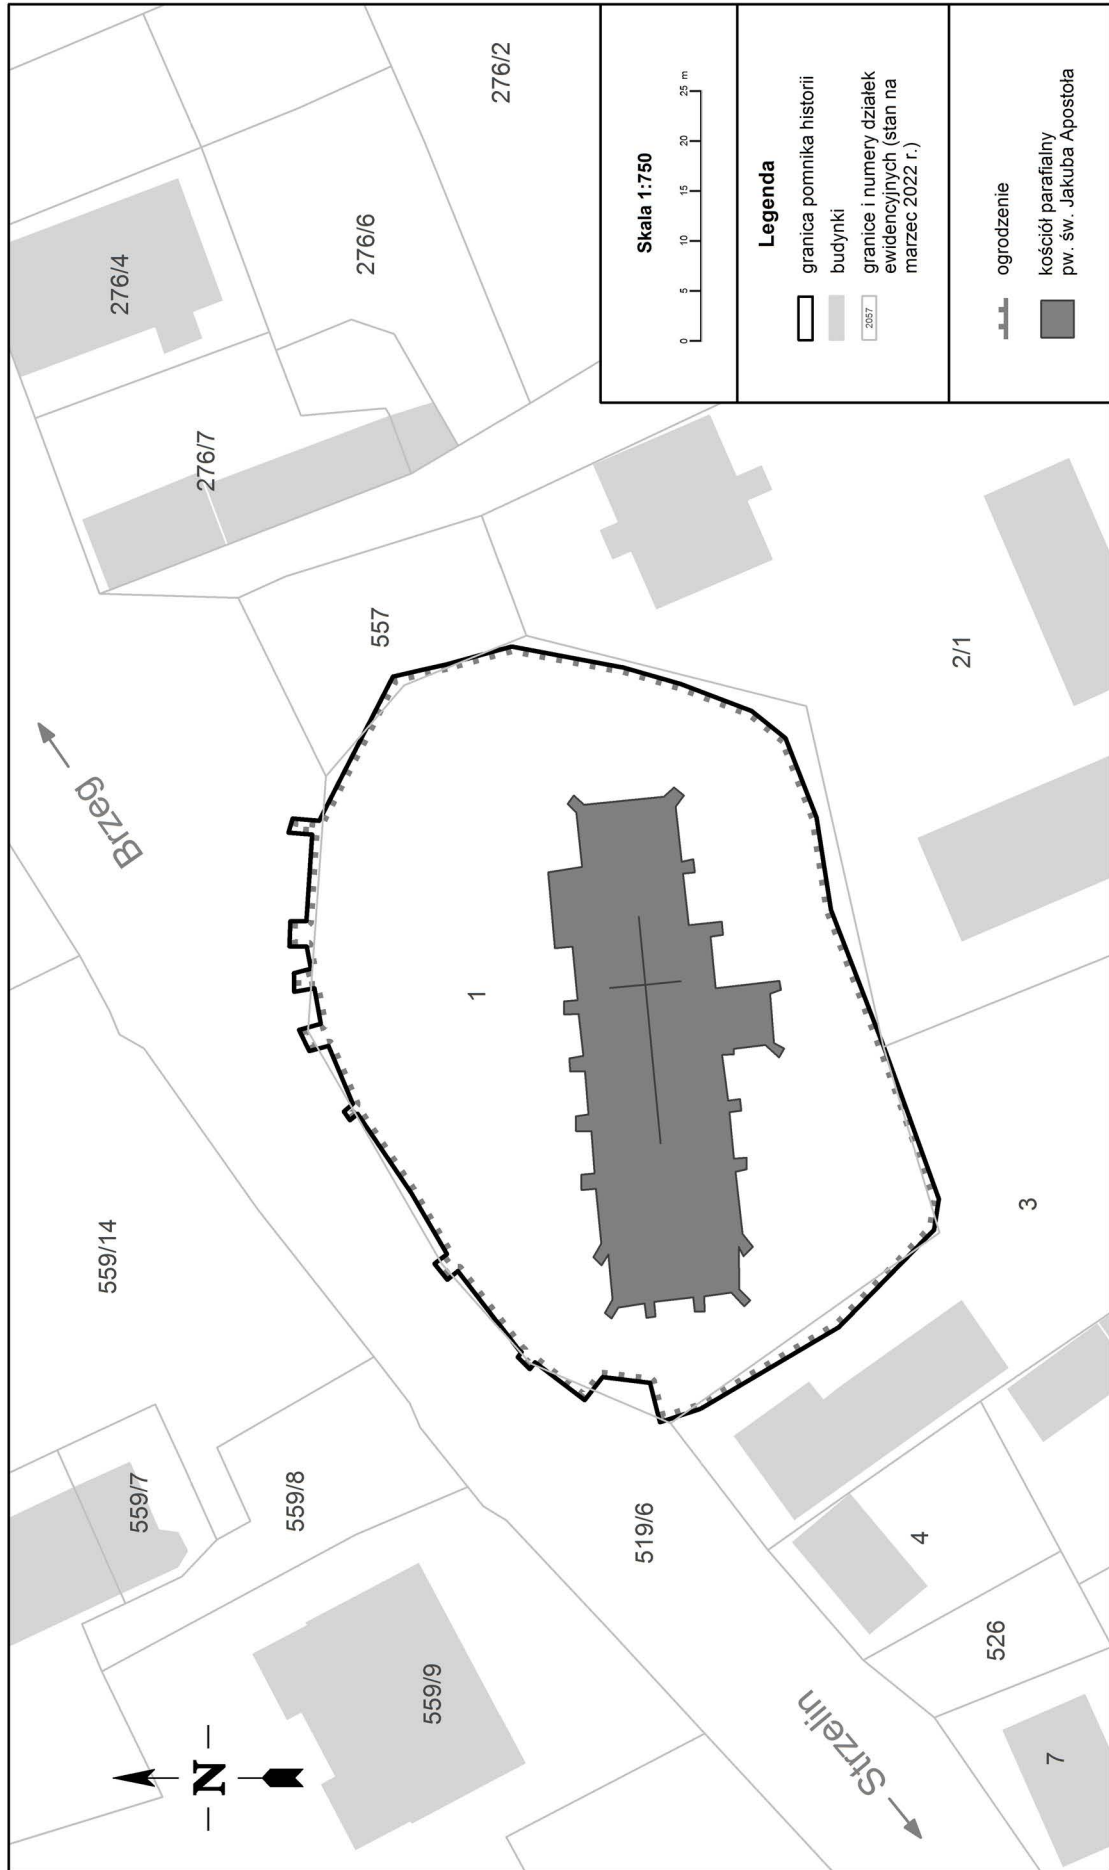 N
Brzeg
Strzelin
559/7
559/14
559/8
559/9
519/6
557
276/7
276/4
276/6
276/2
1
2/1
3
4
526
7
Skala 1:750
0 5 10 15 20 25 m
Legenda
granica pomnika historii
budynki
2057
granice i numery działek
ewidencyjnych (stan na
marzec 2022 r.)
ogrodzenie
kościół parafialny
pw. św. Jakuba Apostoła